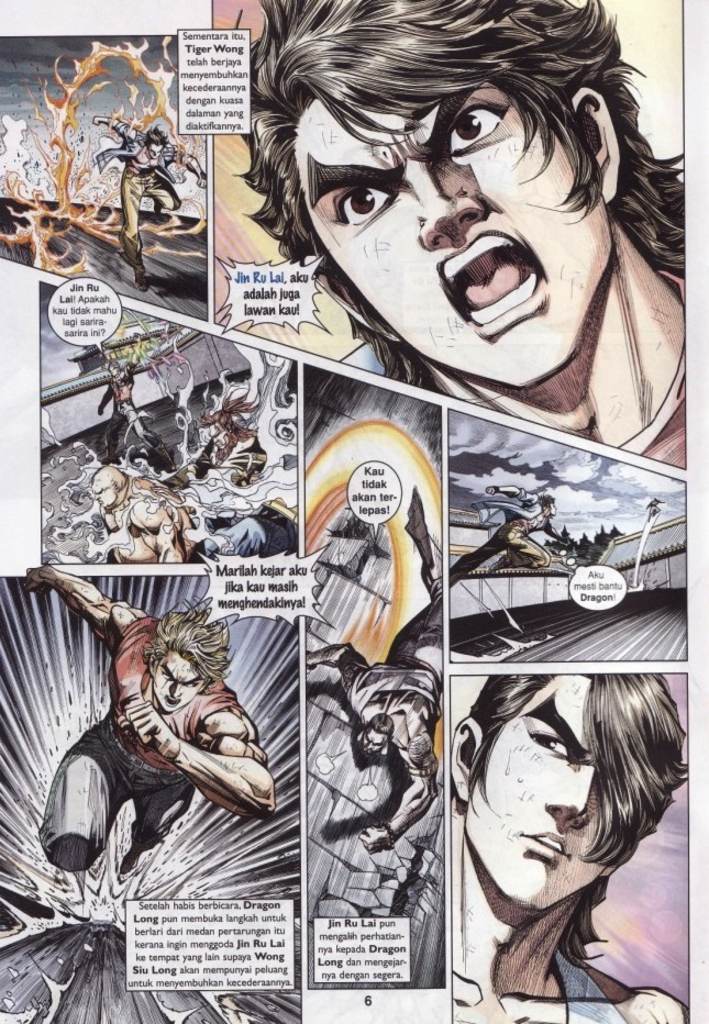 Sementara itu,
Tiger Wong
telah berjaya
menyembuhkan
kecederaannya
dengan kuasa
dalaman yang
diaktifkannya.
Jin Ru Lai, aku
adalah juga
lawan kau!
Jin Ru
Lai! Apakah
kau tidak mahu
lagi sarira-
sarira ini?
Marilah kejar aku
jika kau masih
menghendakinya!
Setelah habis berbicara, Dragon
Long pun membuka langkah untuk
berlari dari medan pertarungan itu
kerana ingin menggoda Jin Ru Lai
ke tempat yang lain supaya Wong
Siu Long akan mempunyai peluang
untuk menyembuhkan kecederaannya.
Kau
tidak
akan ter-
lepas!
Jin Ru Lai pun
mengalih perhatian-
nya kepada Dragon
Long dan mengejar-
nya dengan segera.
Aku
mesti bantu
Dragon!
6